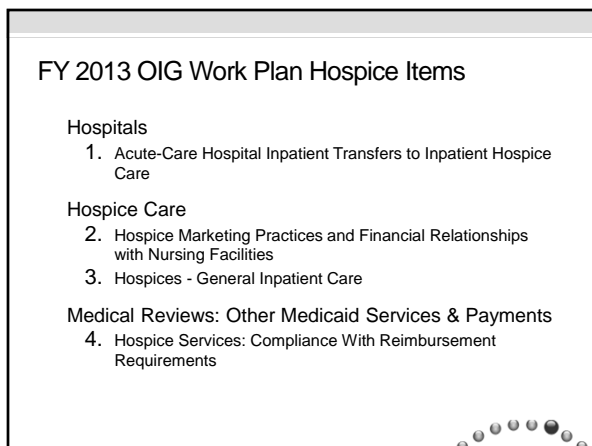 FY 2013 OIG Work Plan Hospice Items
Hospitals
1. Acute-Care Hospital Inpatient Transfers to Inpatient Hospice
Care
Hospice Care
2. Hospice Marketing Practices and Financial Relationships
with Nursing Facilities
3. Hospices - General Inpatient Care
Medical Reviews: Other Medicaid Services & Payments
4. Hospice Services: Compliance With Reimbursement
Requirements